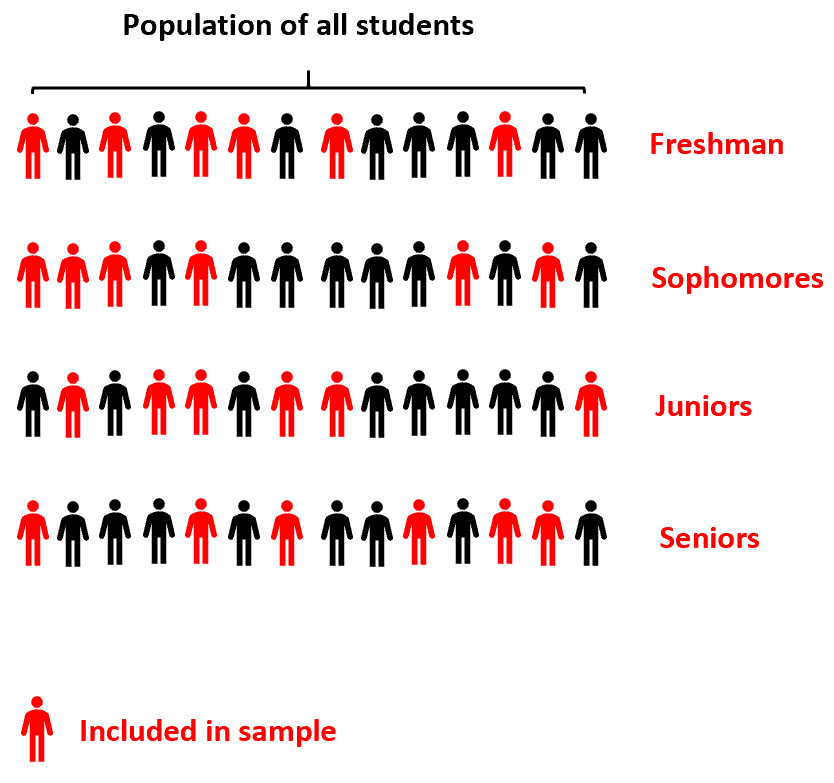 Population of all students
Freshman
Sophomores
Juniors
Seniors
Included in sample